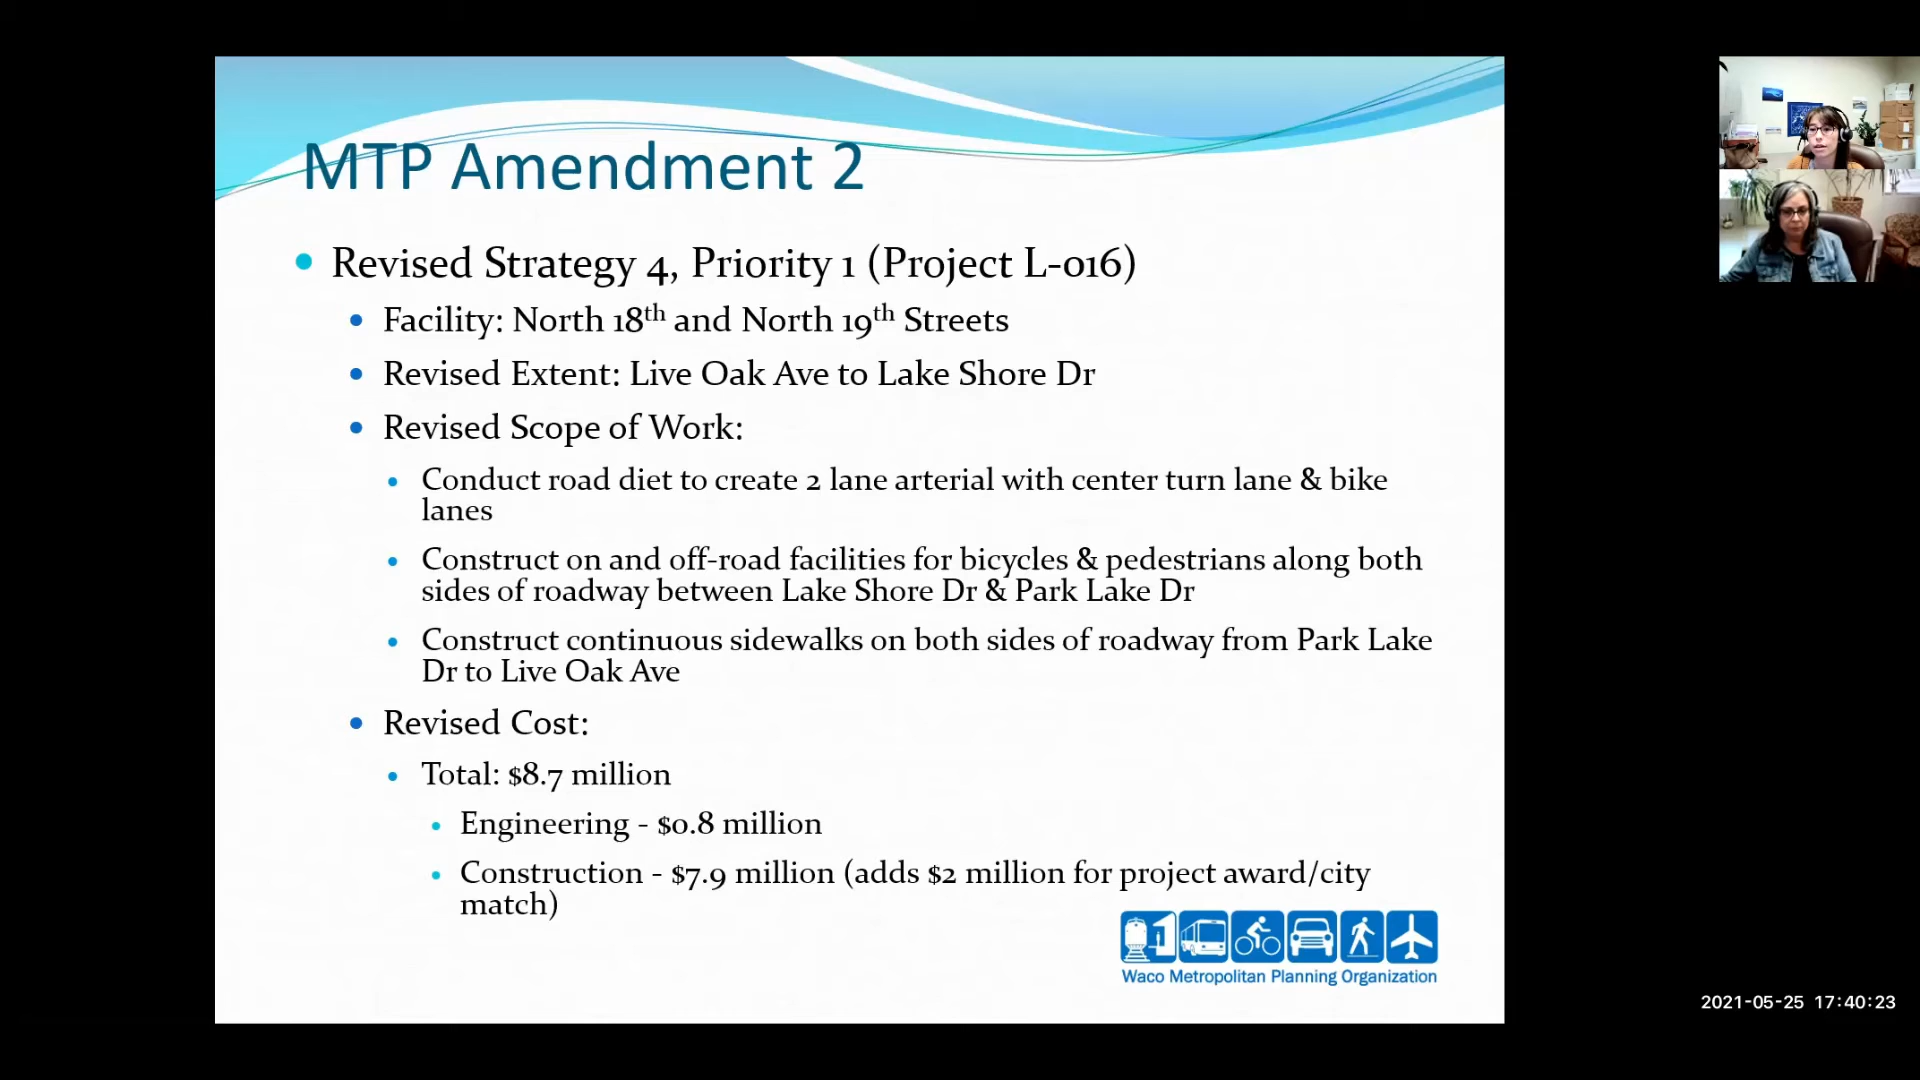 MTP Amendment 2
Revised Strategy 4, Priority 1 (Project L-016)
Facility: North 18th and North 19th Streets
Revised Extent: Live Oak Ave to Lake Shore Dr
Revised Scope of Work:
Conduct road diet to create 2 lane arterial with center turn lane & bike
lanes
Construct on and off-road facilities for bicycles & pedestrians along both
sides of roadway between Lake Shore Dr & Park Lake Dr
Construct continuous sidewalks on both sides of roadway from Park Lake
Dr to Live Oak Ave
Revised Cost:
Total: $8.7 million
Engineering - $0.8 million
Construction - $7.9 million (adds $2 million for project award/city
match)
Waco Metropolitan Planning Organization
2021-05-25 17:40:23